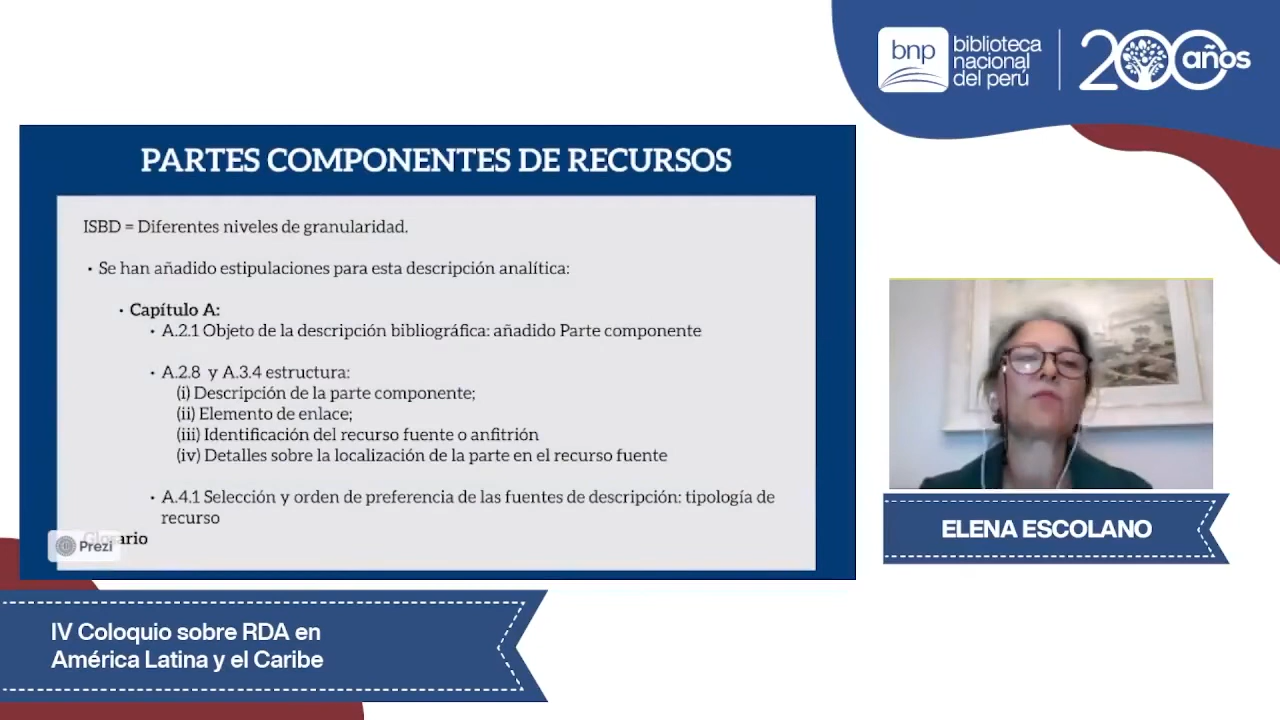 bnp
biblioteca
nacional
del perú
200 años
PARTES COMPONENTES DE RECURSOS
ISBD = Diferentes niveles de granularidad.
• Se han añadido estipulaciones para esta descripción analítica:
• Capítulo A:
• A.2.1 Objeto de la descripción bibliográfica: añadido Parte componente
• A.2.8 y A.3.4 estructura:
(i) Descripción de la parte componente;
(ii) Elemento de enlace;
(iii) Identificación del recurso fuente o anfitrión
(iv) Detalles sobre la localización de la parte en el recurso fuente
• A.4.1 Selección y orden de preferencia de las fuentes de descripción: tipología de
recurso
Glosario
Prezi
ELENA ESCOLANO
IV Coloquio sobre RDA en
América Latina y el Caribe